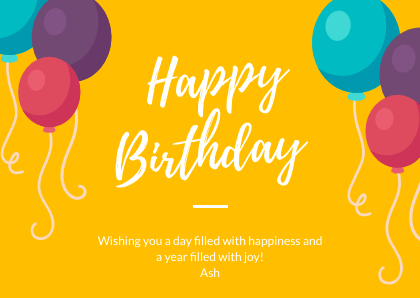 Happy
Birthday
Wishing you a day filled with happiness and
a year filled with joy!
Ash